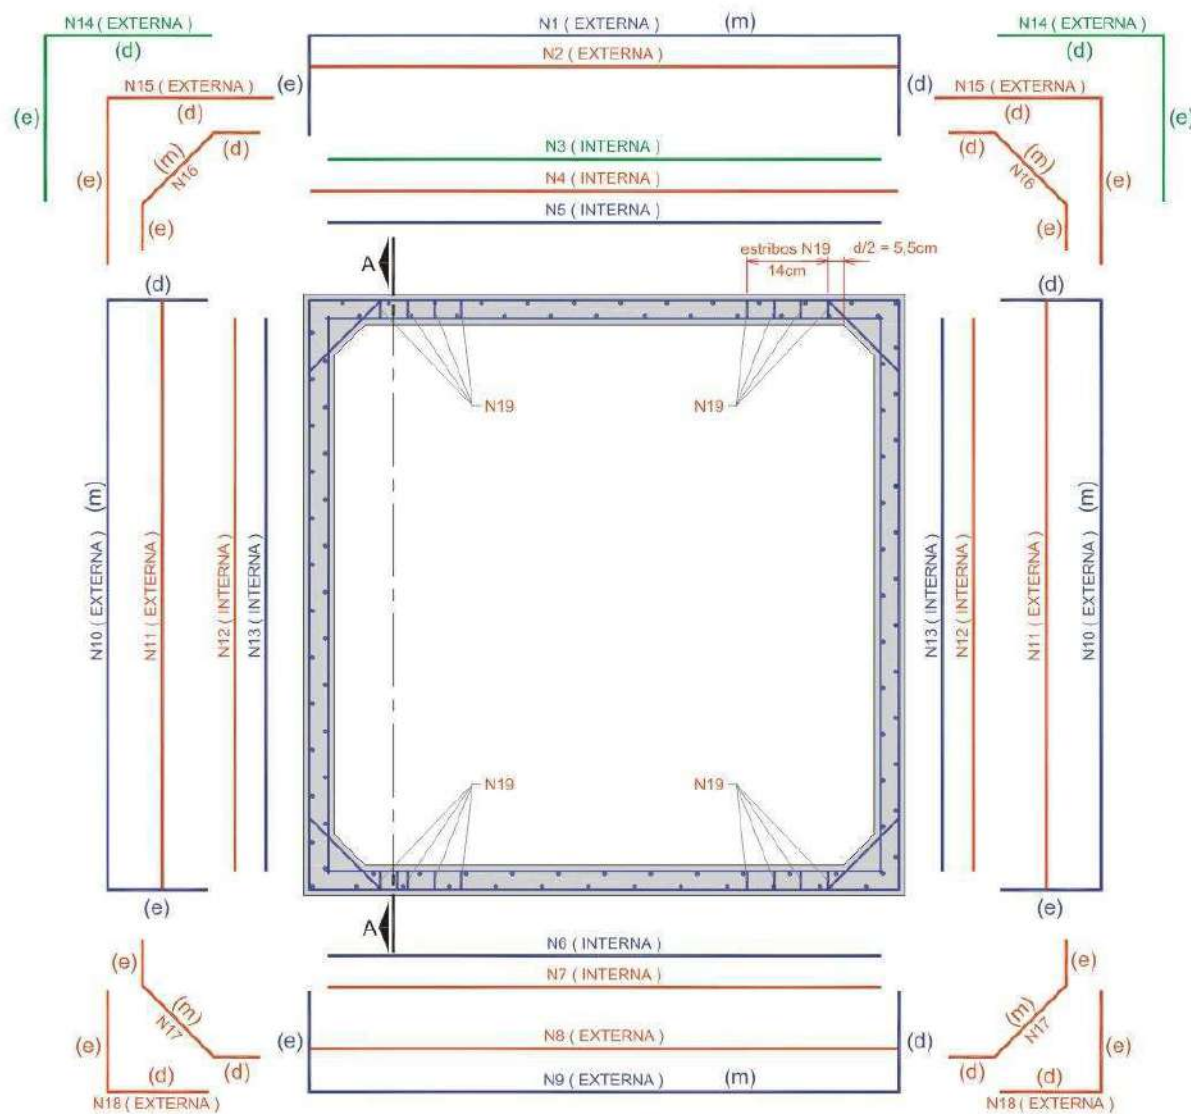 N14 ( EXTERNA )
N1 ( EXTERNA ) (m)
N14 ( EXTERNA )
(d)
N2 ( EXTERNA )
(d)
N15 ( EXTERNA )
(e)
(d)
N15 ( EXTERNA )
(e)
(d)
(d)
(e)
(m)
N16
(d)
N3 ( INTERNA )
(d)
(m)
N16
(e)
N4 ( INTERNA )
(e)
(e)
N5 ( INTERNA )
(e)
estribos N19
d/2 = 5,5cm
14cm
A
(d)
(d)
N19
N19
(m)
(m)
N10 ( EXTERNA )
N11 ( EXTERNA )
N12 ( INTERNA )
N13 ( INTERNA )
N13 ( INTERNA )
N12 ( INTERNA )
N11 ( EXTERNA )
N10 ( EXTERNA )
N19
N19
(e)
(e)
A
N6 ( INTERNA )
(e)
(e)
N7 ( INTERNA )
(m)
N17
(m)
N17
(e)
(e)
N8 ( EXTERNA )
(d)
(e)
(d)
(d)
(d)
(d)
N9 ( EXTERNA ) (m)
N18 ( EXTERNA )
N18 ( EXTERNA )